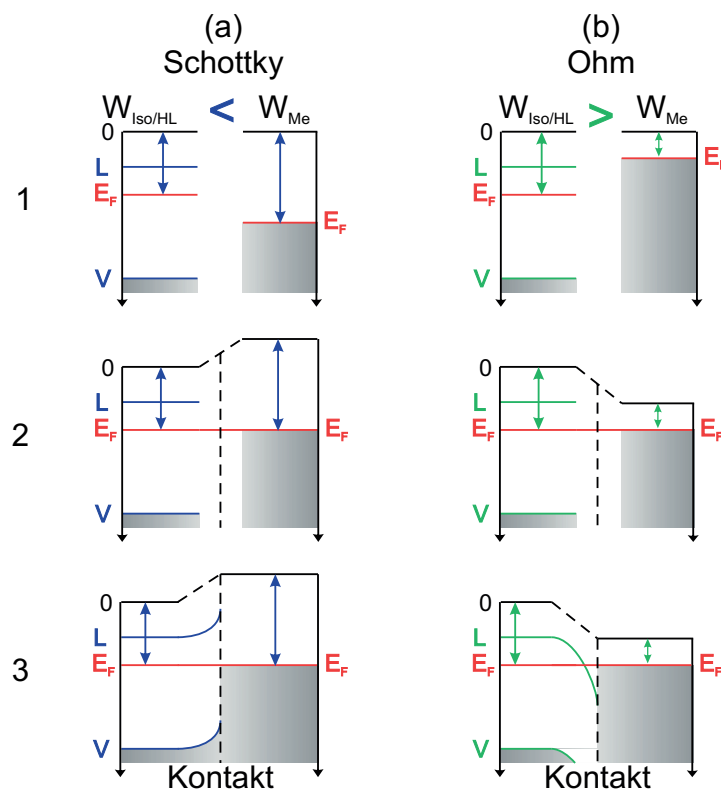 (a) (b)
Schottky Ohm
W_Iso/HL < W_Me W_Iso/HL > W_Me
0 0
L L E_F
1 E_F E_F
E_F
V V
0 0
L L
2 E_F E_F E_F
V V
0 0
L L
3 E_F E_F E_F E_F
V V
Kontakt Kontakt